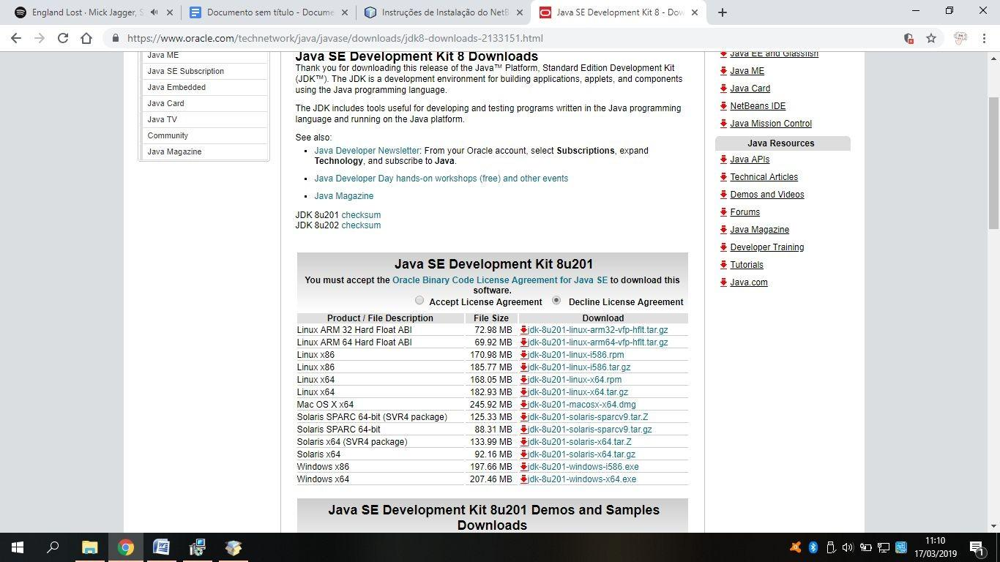 England Lost · Mick Jagger, S
Documento sem título - Docume
Instruções de Instalação do NetB
Java SE Development Kit 8 - Dow
https://www.oracle.com/technetwork/java/javase/downloads/jdk8-downloads-2133151.html
Java ME
Java SE Subscription
Java Embedded
Java Card
Java TV
Community
Java Magazine
Java SE Development Kit 8 Downloads
Thank you for downloading this release of the Java™ Platform, Standard Edition Development Kit
(JDK™). The JDK is a development environment for building applications, applets, and components
using the Java programming language.
The JDK includes tools useful for developing and testing programs written in the Java programming
language and running on the Java platform.
See also:
Java Developer Newsletter: From your Oracle account, select Subscriptions, expand
Technology, and subscribe to Java.
Java Developer Day hands-on workshops (free) and other events
Java Magazine
JDK 8u201 checksum
JDK 8u202 checksum
Java SE Development Kit 8u201
You must accept the Oracle Binary Code License Agreement for Java SE to download this
software.
Accept License Agreement Decline License Agreement
Product / File Description File Size Download
Linux ARM 32 Hard Float ABI 72.98 MB jdk-8u201-linux-arm32-vfp-hflt.tar.gz
Linux ARM 64 Hard Float ABI 69.92 MB jdk-8u201-linux-arm64-vfp-hflt.tar.gz
Linux x86 170.98 MB jdk-8u201-linux-i586.rpm
Linux x86 185.77 MB jdk-8u201-linux-i586.tar.gz
Linux x64 168.05 MB jdk-8u201-linux-x64.rpm
Linux x64 182.93 MB jdk-8u201-linux-x64.tar.gz
Mac OS X x64 245.92 MB jdk-8u201-macosx-x64.dmg
Solaris SPARC 64-bit (SVR4 package) 125.33 MB jdk-8u201-solaris-sparcv9.tar.Z
Solaris SPARC 64-bit 88.31 MB jdk-8u201-solaris-sparcv9.tar.gz
Solaris x64 (SVR4 package) 133.99 MB jdk-8u201-solaris-x64.tar.Z
Solaris x64 92.16 MB jdk-8u201-solaris-x64.tar.gz
Windows x86 197.66 MB jdk-8u201-windows-i586.exe
Windows x64 207.46 MB jdk-8u201-windows-x64.exe
Java SE Development Kit 8u201 Demos and Samples
Downloads
Java EE and Glassfish
Java ME
Java Card
NetBeans IDE
Java Mission Control
Java Resources
Java APIs
Technical Articles
Demos and Videos
Forums
Java Magazine
Developer Training
Tutorials
Java.com
11:10
17/03/2019
1